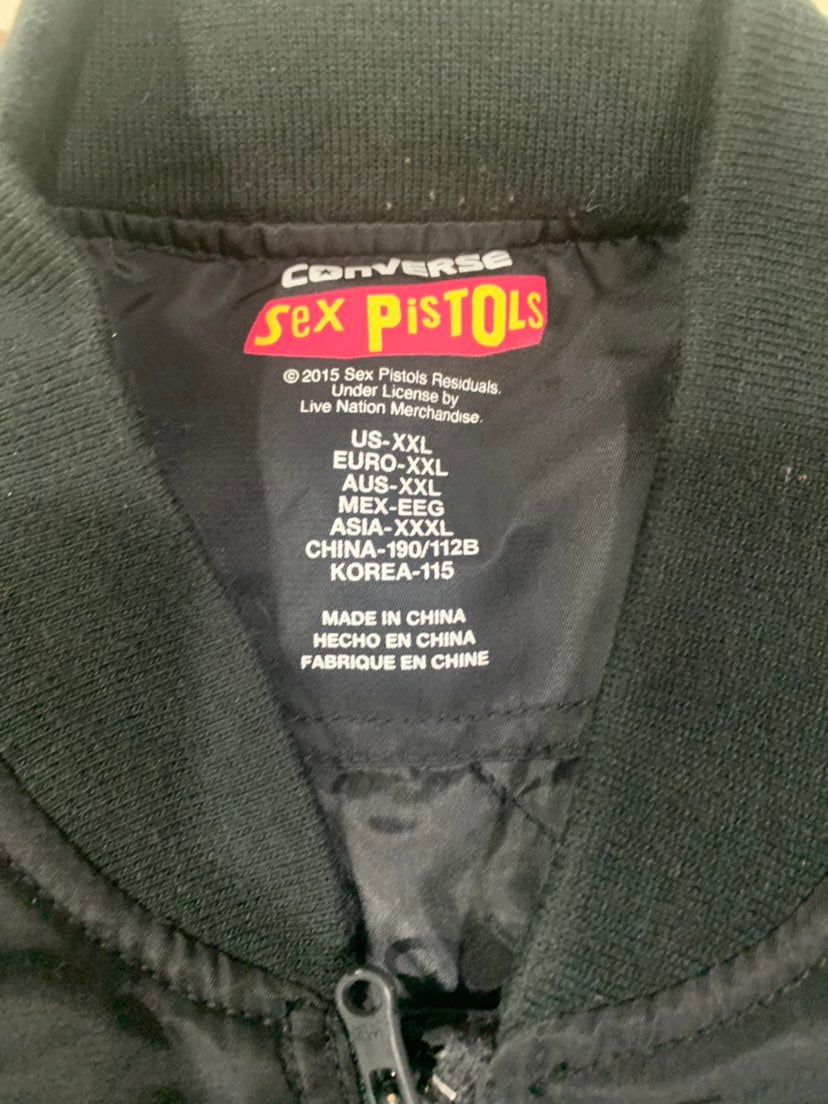 CONVERSE
SeX PiSTOLS
© 2015 Sex Pistols Residuals.
Under License by
Live Nation Merchandise.
US-XXL
EURO-XXL
AUS-XXL
MEX-EEG
ASIA-XXXL
CHINA-190/112B
KOREA-115
MADE IN CHINA
HECHO EN CHINA
FABRIQUE EN CHINE